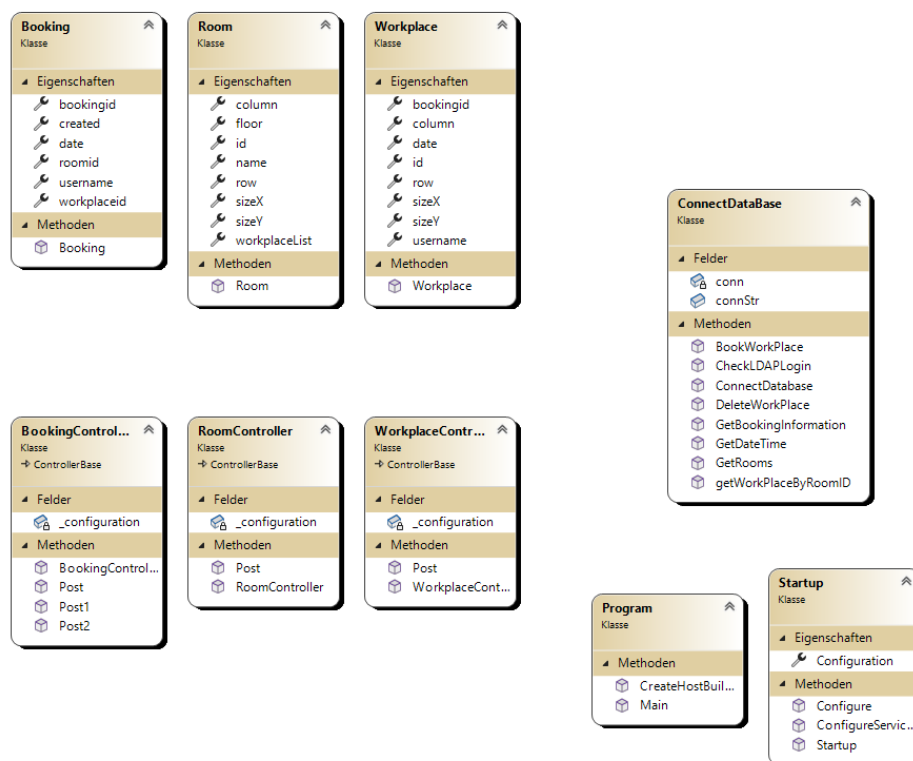 Booking
Klasse
Eigenschaften
bookingid
created
date
roomid
username
workplaceid
Methoden
Booking
Room
Klasse
Eigenschaften
column
floor
id
name
row
sizeX
sizeY
workplaceList
Methoden
Room
Workplace
Klasse
Eigenschaften
bookingid
column
date
id
row
sizeX
sizeY
username
Methoden
Workplace
ConnectDataBase
Klasse
Felder
conn
connStr
Methoden
BookWorkPlace
CheckLDAPLogin
ConnectDatabase
DeleteWorkPlace
GetBookingInformation
GetDateTime
GetRooms
getWorkPlaceByRoomID
BookingControl...
Klasse
ControllerBase
Felder
_configuration
Methoden
BookingControl...
Post
Post1
Post2
RoomController
Klasse
ControllerBase
Felder
_configuration
Methoden
Post
RoomController
WorkplaceContr...
Klasse
ControllerBase
Felder
_configuration
Methoden
Post
WorkplaceCont...
Program
Klasse
Methoden
CreateHostBuil...
Main
Startup
Klasse
Eigenschaften
Configuration
Methoden
Configure
ConfigureServic...
Startup